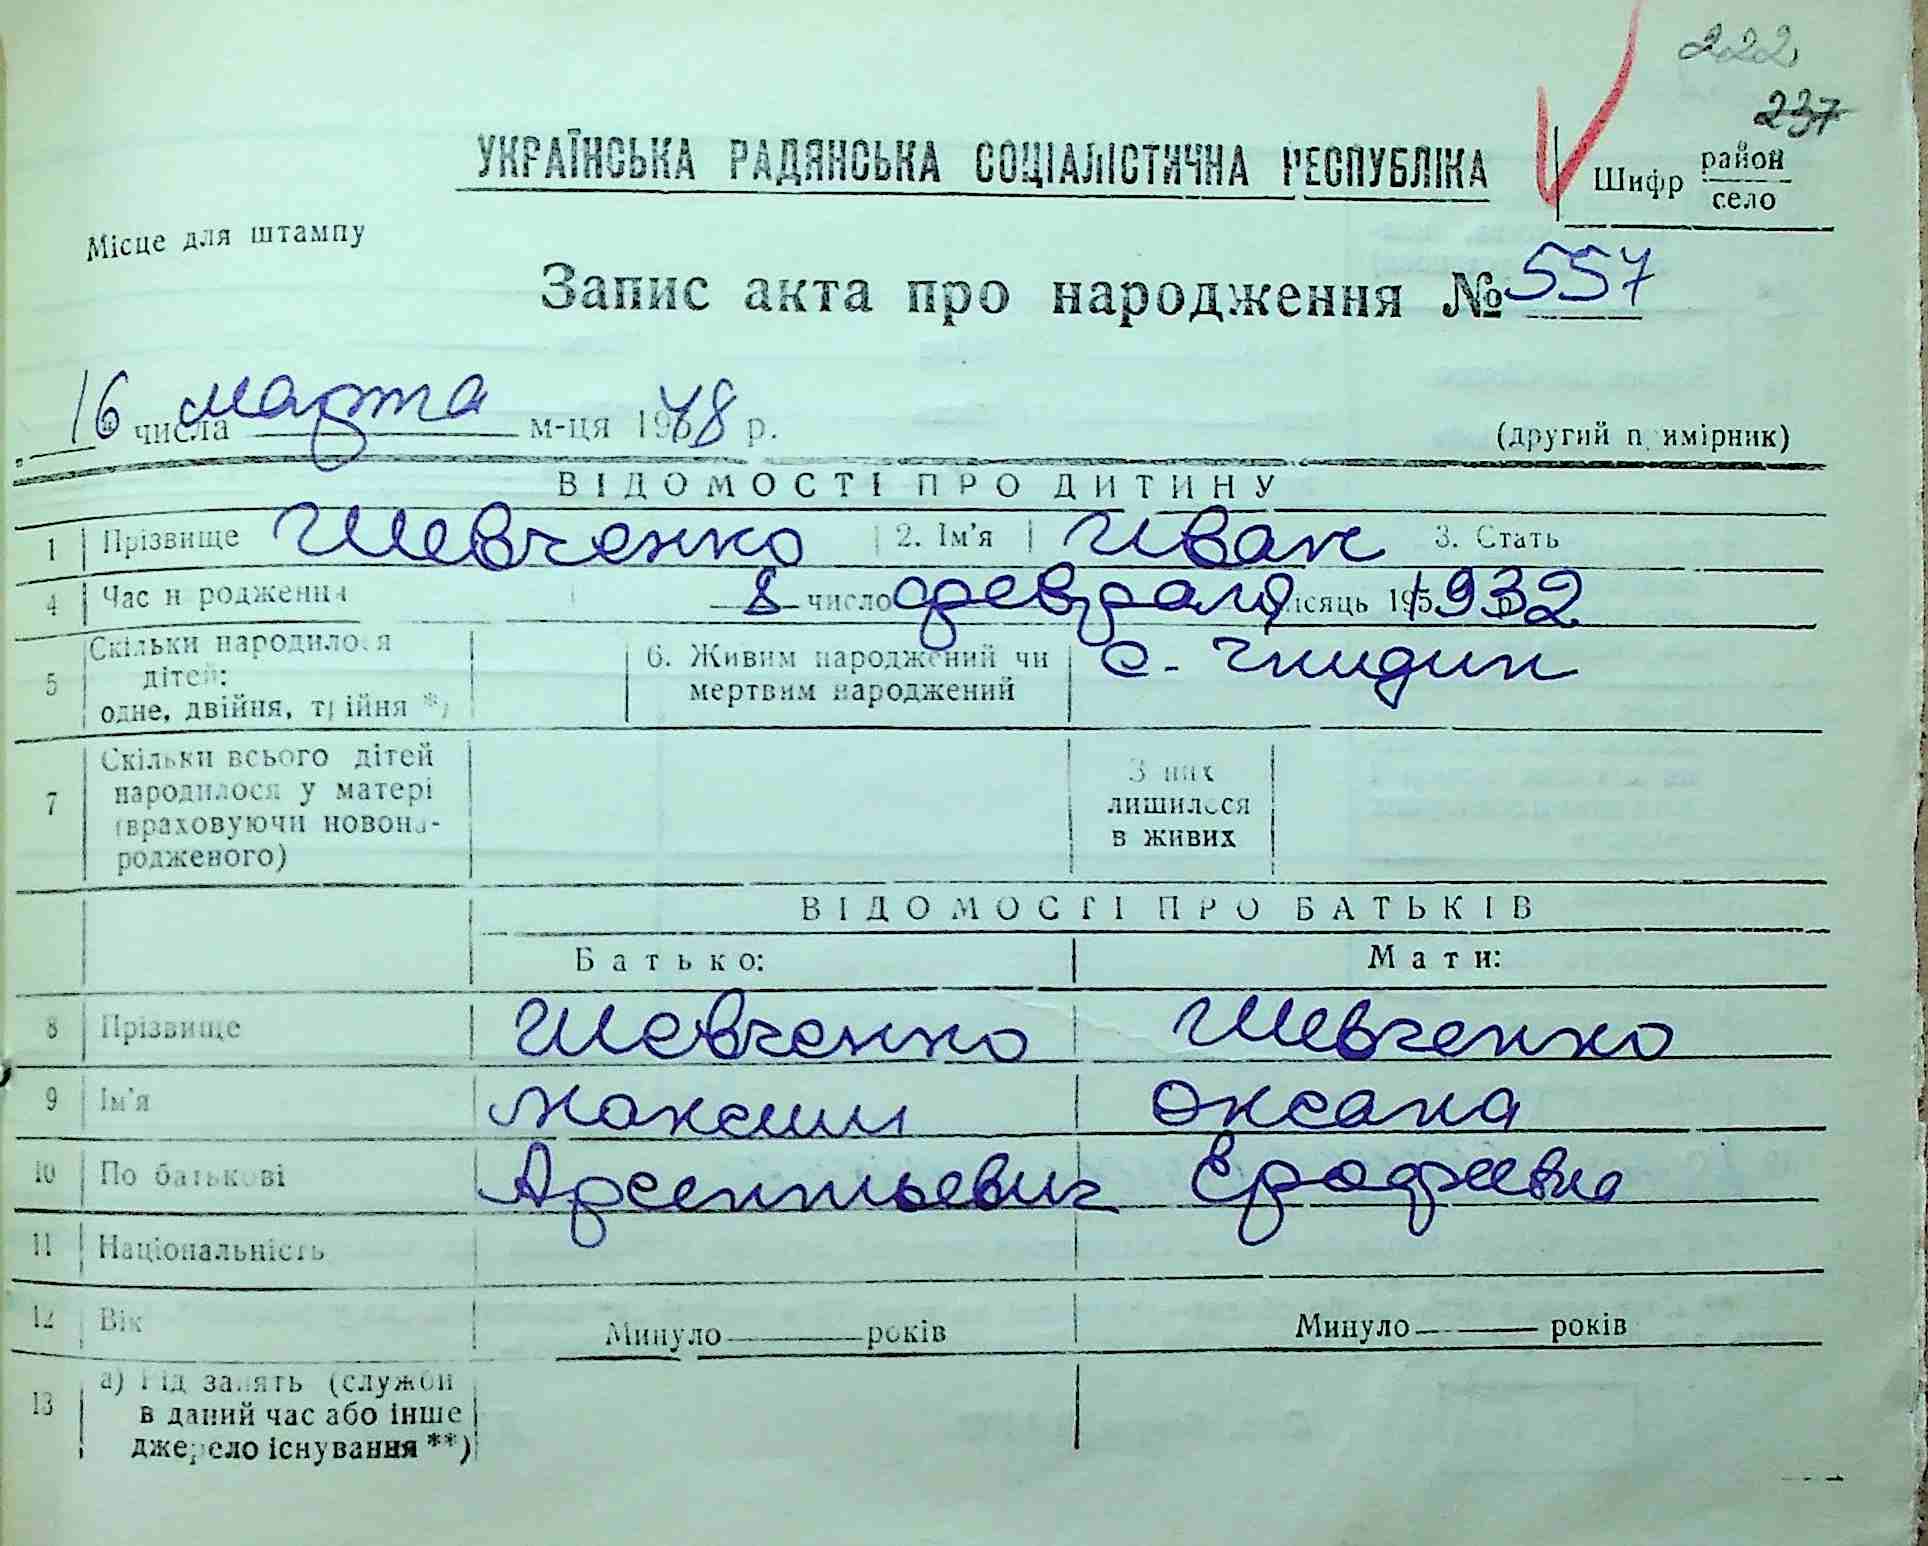 222
237
УКРАЇНСЬКА РАДЯНСЬКА СОЦІАЛІСТИЧНА РЕСПУБЛІКА
Шифр район
село
Місце для штампу
Запис акта про народження № 557
16 числа марта м-ця 1948 р.
(другий примірник)
ВІДОМОСТІ ПРО ДИТИНУ
1 Прізвище Шевченко 2. Ім'я Иван 3. Стать
4 Час народження 8 число февраля місяць 195 1932
5 Скільки народилося дітей: одне, двійня, трійня *) 6. Живим народжений чи мертвим народжений с. Гнидин
7 Скільки всього дітей народилося у матері (враховуючи новонародженого) З них лишилося в живих
ВІДОМОСТІ ПРО БАТЬКІВ
Батько: Мати:
8 Прізвище Шевченко Шевченко
9 Ім'я Максим Оксана
10 По батькові Арсентьевич Ерофеевна
11 Національність
12 Вік Минуло років Минуло років
13 а) Рід занять (служби
в даний час або інше
джерело існування **)